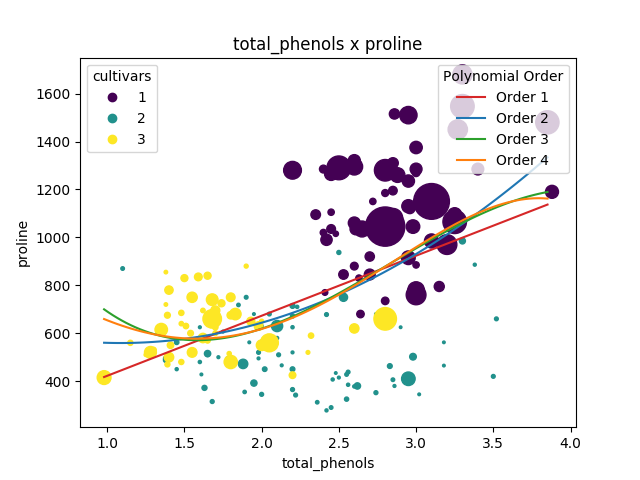 total_phenols x proline
cultivars
1
2
3
Polynomial Order
Order 1
Order 2
Order 3
Order 4
1600
1400
1200
1000
800
600
400
proline
1.0 1.5 2.0 2.5 3.0 3.5 4.0
total_phenols